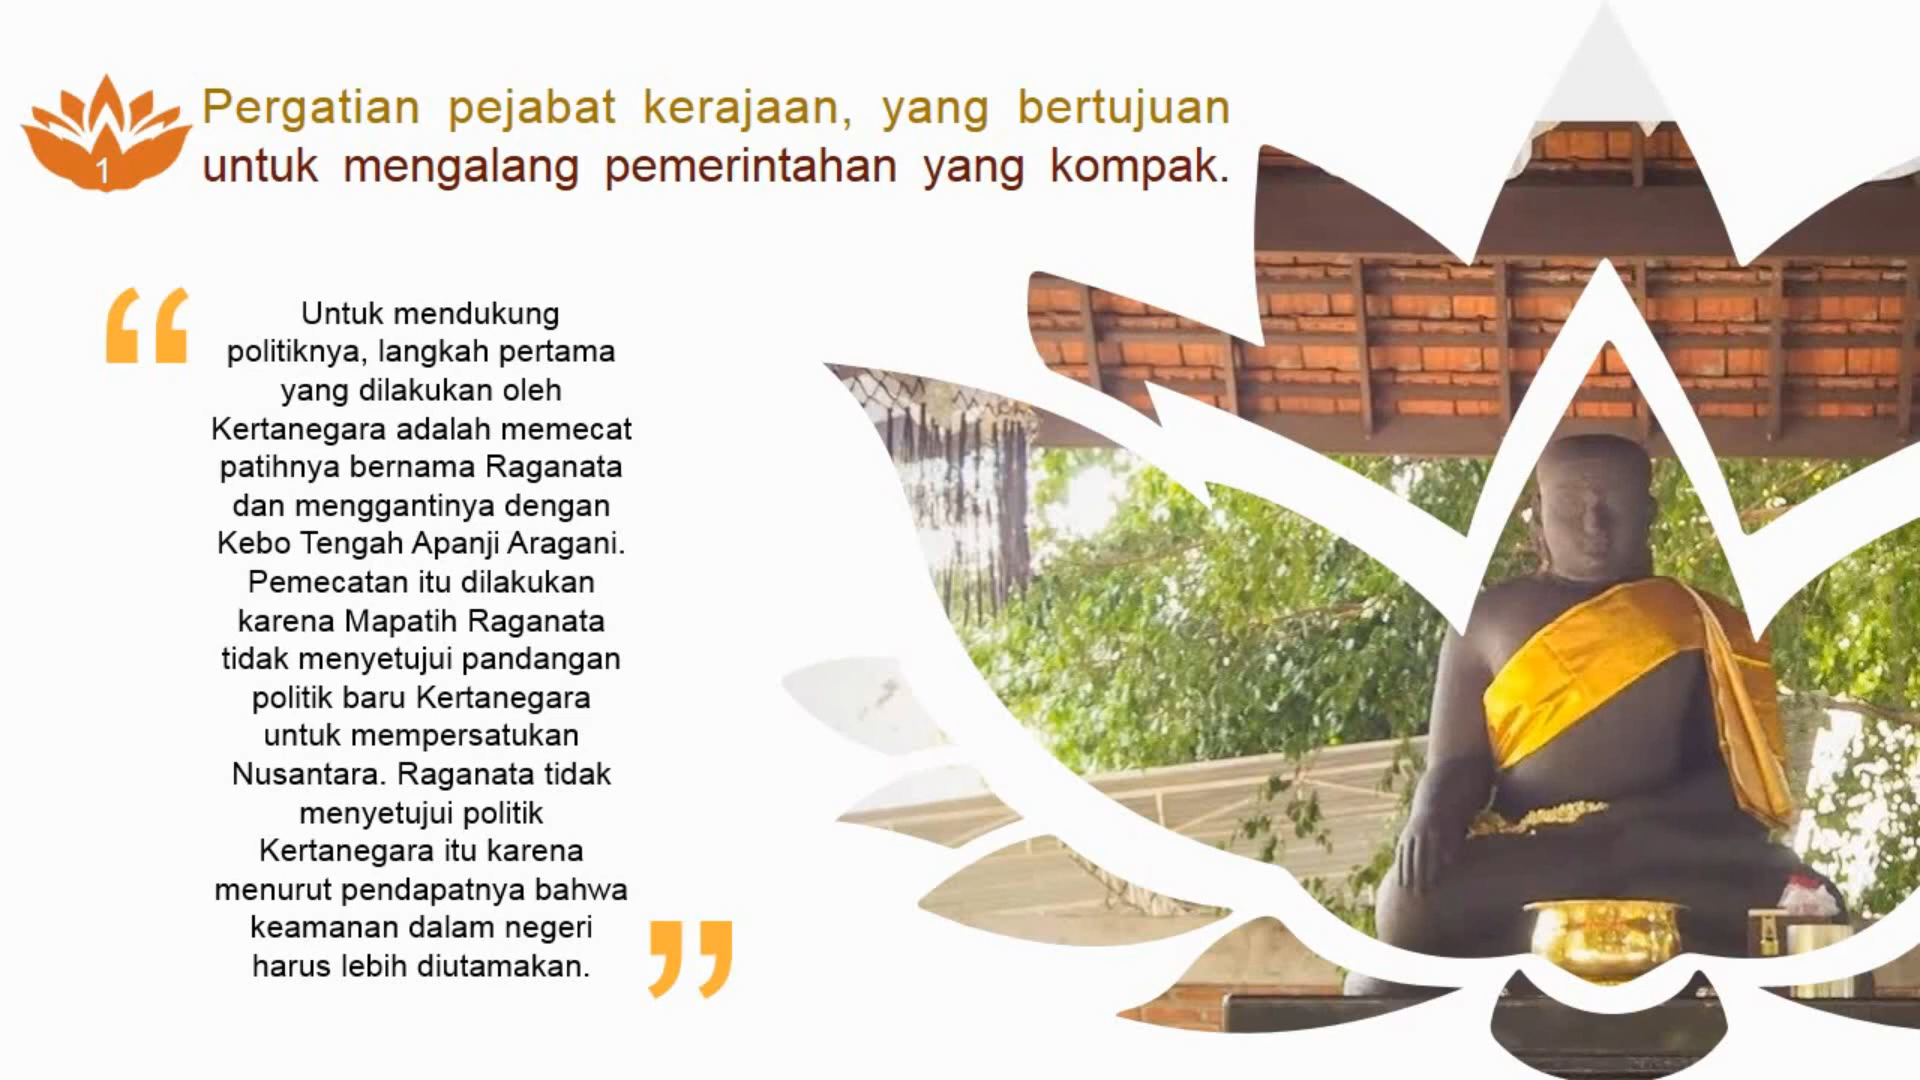 1
Pergatian pejabat kerajaan, yang bertujuan
untuk mengalang pemerintahan yang kompak.
“
Untuk mendukung
politiknya, langkah pertama
yang dilakukan oleh
Kertanegara adalah memecat
patihnya bernama Raganata
dan menggantinya dengan
Kebo Tengah Apanji Aragani.
Pemecatan itu dilakukan
karena Mapatih Raganata
tidak menyetujui pandangan
politik baru Kertanegara
untuk mempersatukan
Nusantara. Raganata tidak
menyetujui politik
Kertanegara itu karena
menurut pendapatnya bahwa
keamanan dalam negeri
harus lebih diutamakan.
”